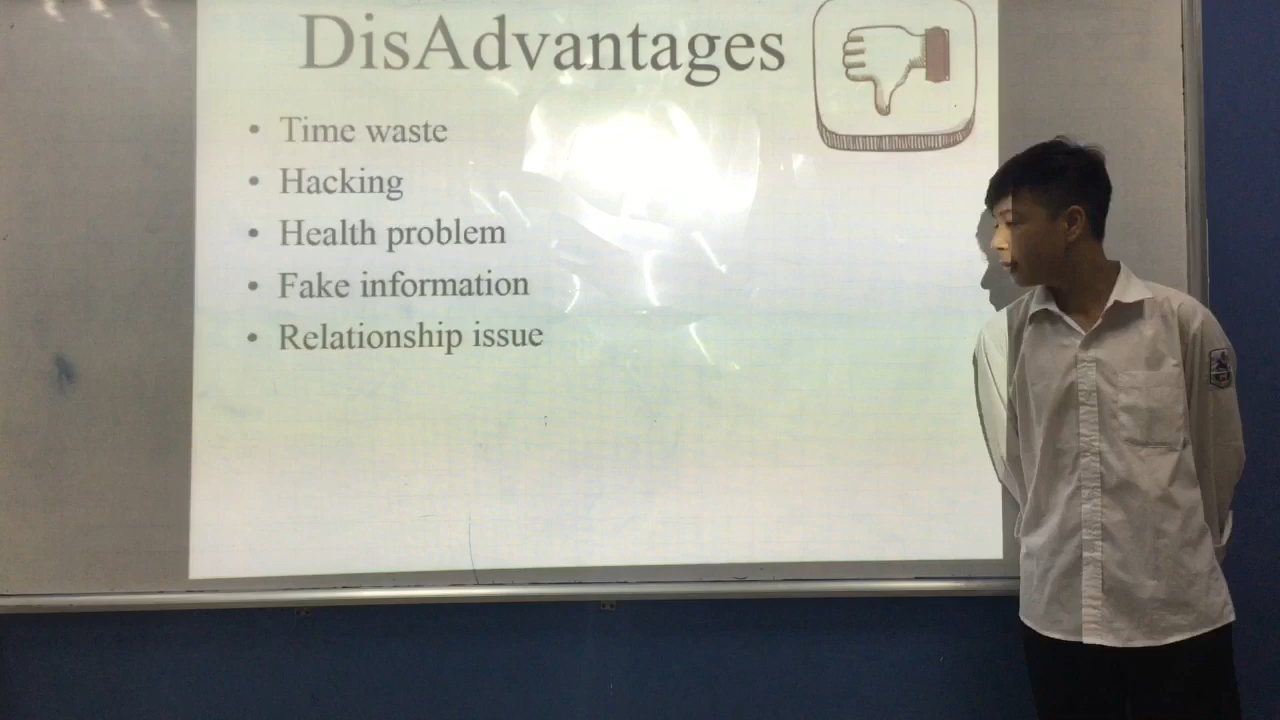 DisAdvantages
• Time waste
• Hacking
• Health problem
• Fake information
• Relationship issue